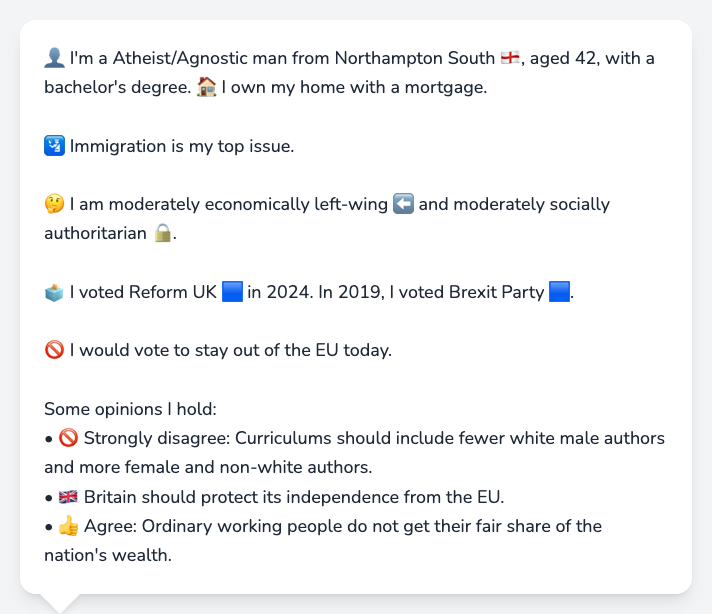 👤 I'm a Atheist/Agnostic man from Northampton South 🏴󠁧󠁢󠁥󠁮󠁧󠁿, aged 42, with a
bachelor's degree. 🏠 I own my home with a mortgage.
🛂 Immigration is my top issue.
🤔 I am moderately economically left-wing ⬅️ and moderately socially
authoritarian 🔒.
🗳️ I voted Reform UK 🟦 in 2024. In 2019, I voted Brexit Party 🟦.
🚫 I would vote to stay out of the EU today.
Some opinions I hold:
• 🚫 Strongly disagree: Curriculums should include fewer white male authors
and more female and non-white authors.
• 🇬🇧 Britain should protect its independence from the EU.
• 👍 Agree: Ordinary working people do not get their fair share of the
nation's wealth.